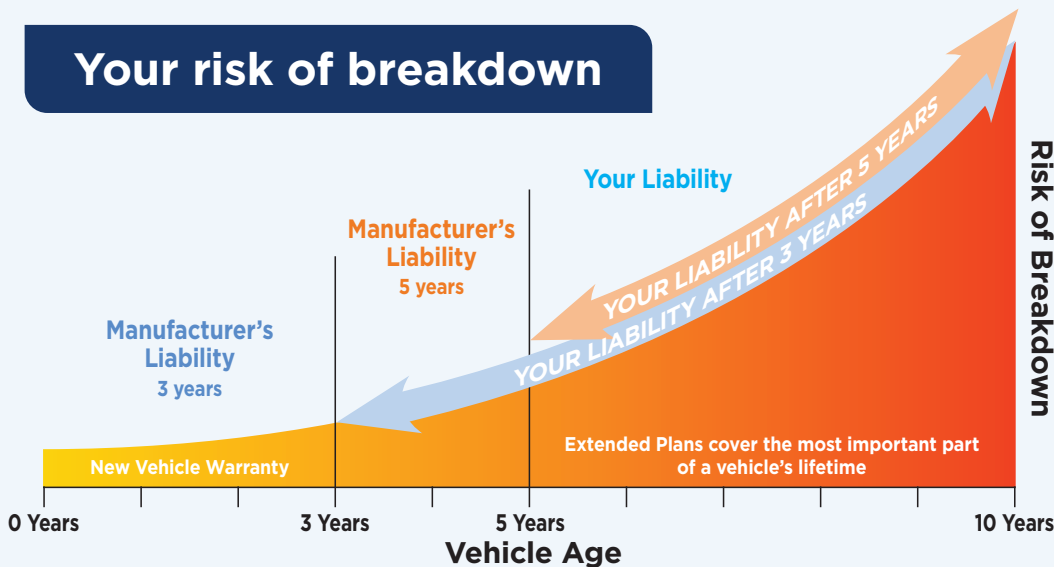 Your risk of breakdown
Your Liability
Manufacturer's
Liability
5 years
Manufacturer's
Liability
3 years
YOUR LIABILITY AFTER 5 YEARS
YOUR LIABILITY AFTER 3 YEARS
Risk of Breakdown
New Vehicle Warranty
Extended Plans cover the most important part
of a vehicle's lifetime
0 Years
3 Years
5 Years
10 Years
Vehicle Age